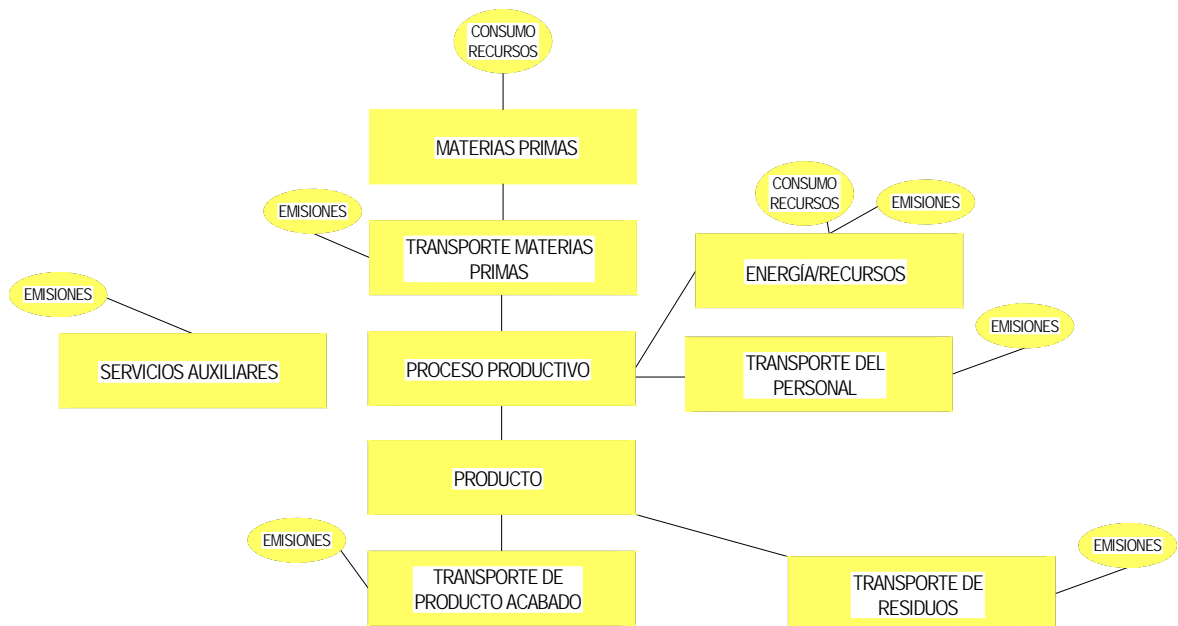 CONSUMO
RECURSOS
MATERIAS PRIMAS
CONSUMO
RECURSOS
EMISIONES
EMISIONES
TRANSPORTE MATERIAS
PRIMAS
ENERGÍA/RECURSOS
EMISIONES
EMISIONES
SERVICIOS AUXILIARES
PROCESO PRODUCTIVO
TRANSPORTE DEL
PERSONAL
PRODUCTO
EMISIONES
EMISIONES
TRANSPORTE DE
PRODUCTO ACABADO
TRANSPORTE DE
RESIDUOS